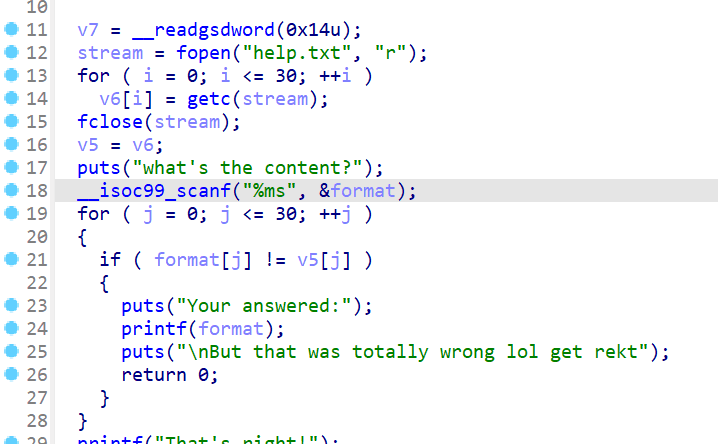 10
11 v7 = __readgsdword(0x14u);
12 stream = fopen("help.txt", "r");
13 for ( i = 0; i <= 30; ++i )
14 v6[i] = getc(stream);
15 fclose(stream);
16 v5 = v6;
17 puts("what's the content?");
18 __isoc99_scanf("%ms", &format);
19 for ( j = 0; j <= 30; ++j )
20 {
21 if ( format[j] != v5[j] )
22 {
23 puts("Your answered:");
24 printf(format);
25 puts("\nBut that was totally wrong lol get rekt");
26 return 0;
27 }
28 }
29 printf("That's right!");